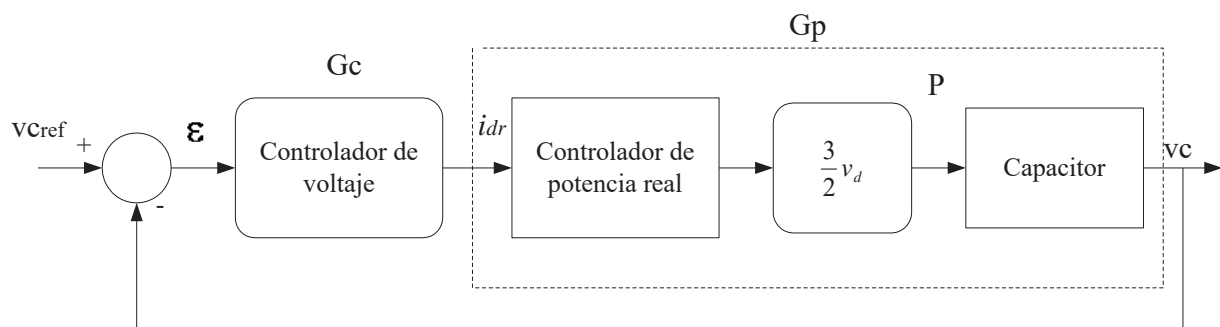 Gp
Gc
P
vcref
+
ε
Controlador de
voltaje
idr
Controlador de
potencia real
3/2 vd
Capacitor
vc
-